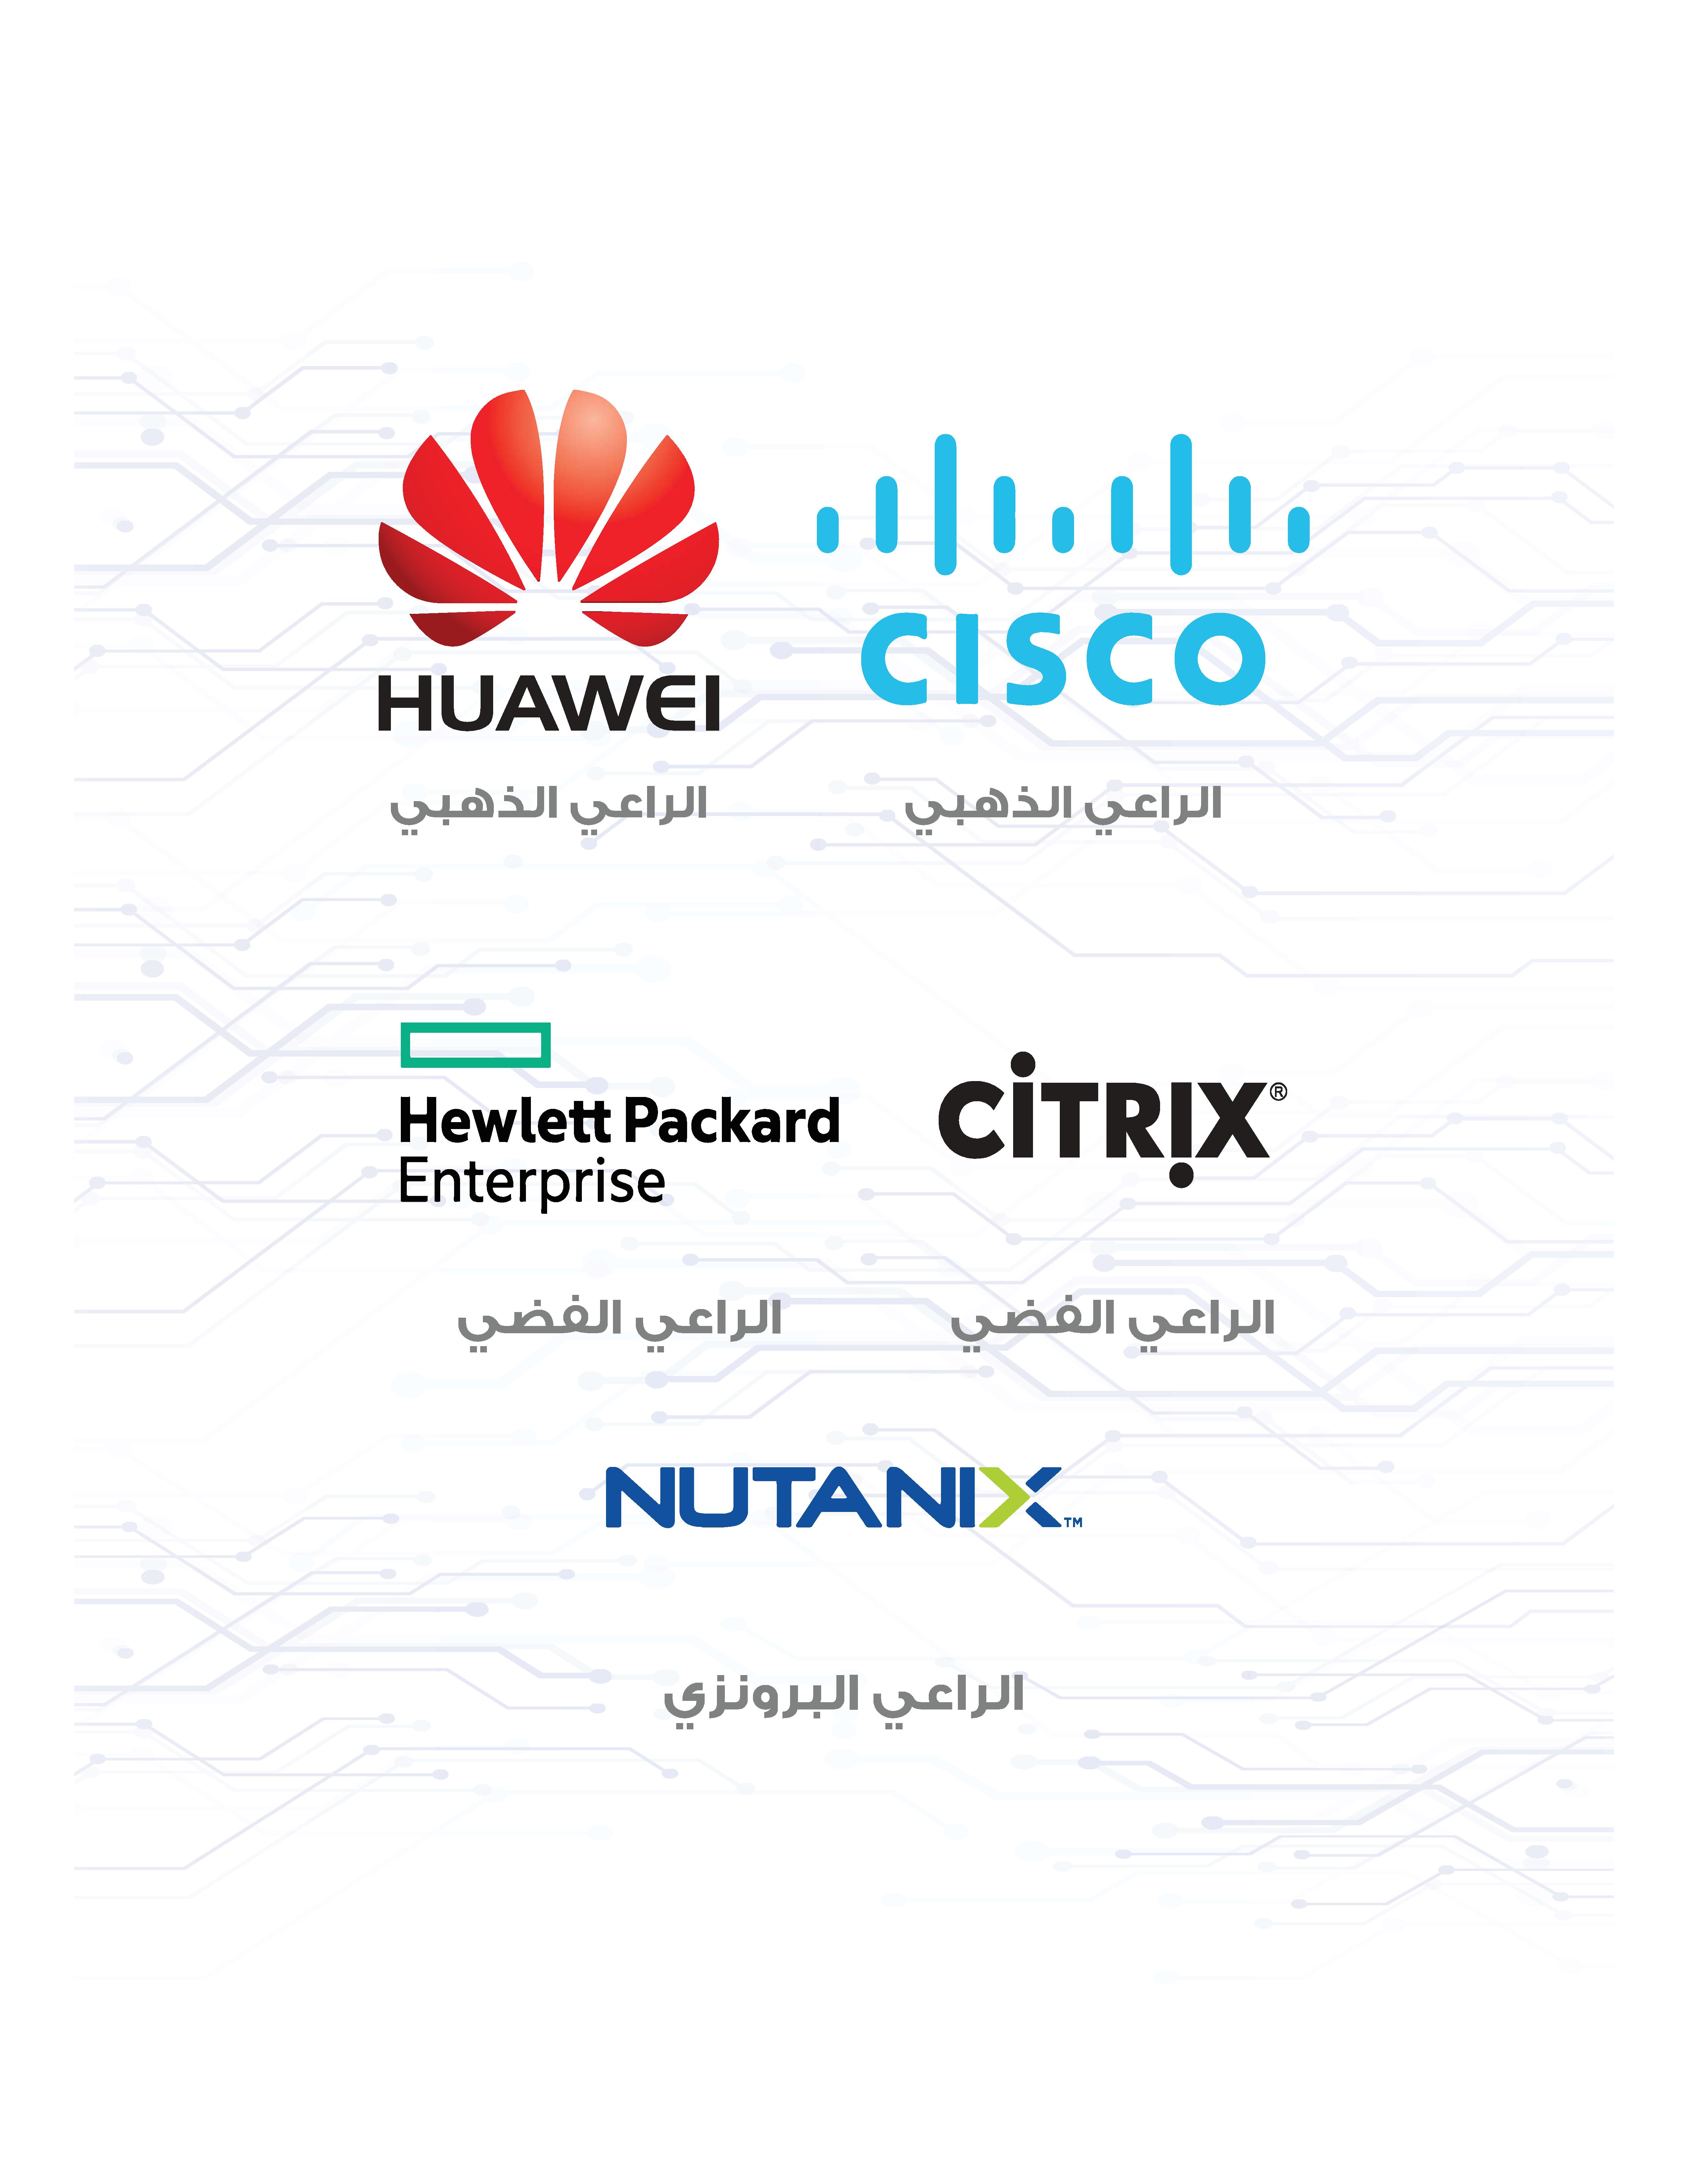 HUAWEI
CISCO
الراعي الذهبي
الراعي الذهبي
Hewlett Packard
Enterprise
CITRIX®
الراعي الفضي
الراعي الفضي
NUTANIX™
الراعي البرونزي